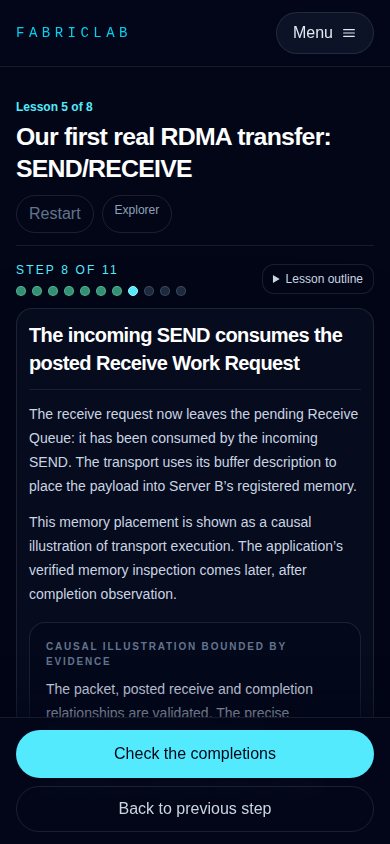 FABRICLAB
Menu
Lesson 5 of 8
Our first real RDMA transfer:
SEND/RECEIVE
Restart
Explorer
STEP 8 OF 11
Lesson outline
The incoming SEND consumes the
posted Receive Work Request
The receive request now leaves the pending Receive
Queue: it has been consumed by the incoming
SEND. The transport uses its buffer description to
place the payload into Server B’s registered memory.
This memory placement is shown as a causal
illustration of transport execution. The application’s
verified memory inspection comes later, after
completion observation.
CAUSAL ILLUSTRATION BOUNDED BY
EVIDENCE
The packet, posted receive and completion
relationships are validated. The precise
Check the completions
Back to previous step